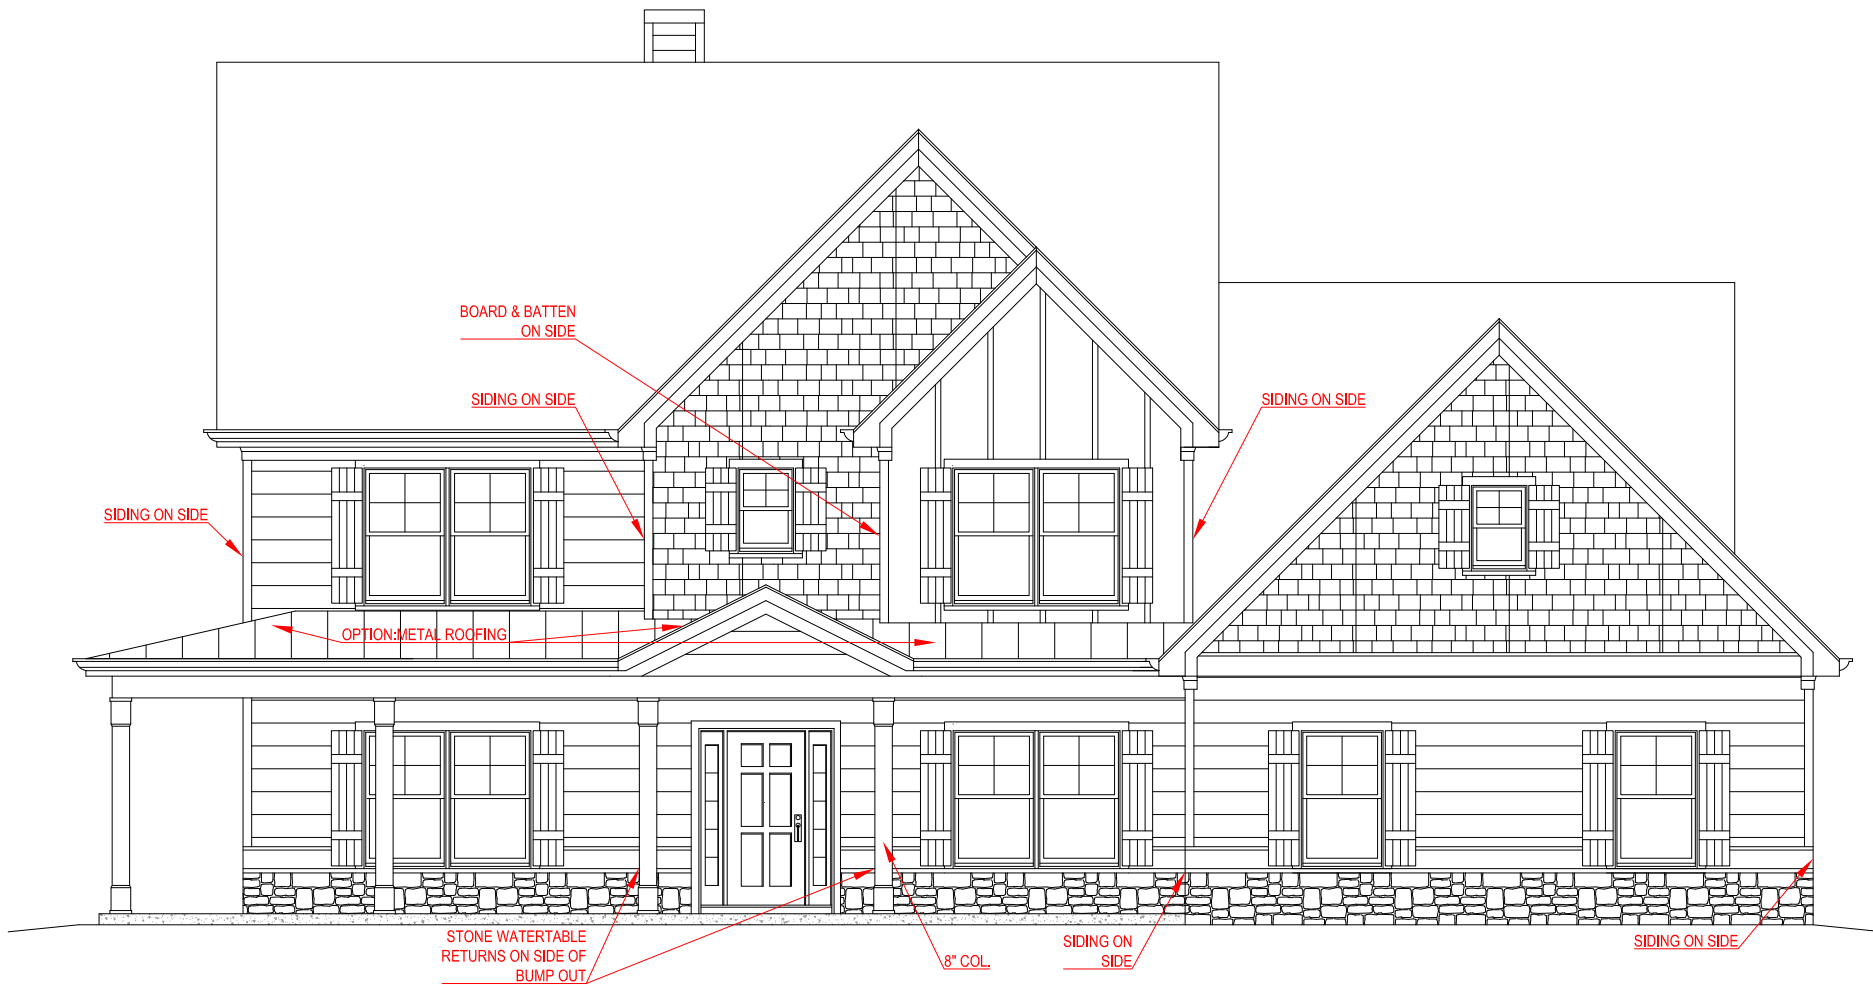 BOARD & BATTEN
ON SIDE
SIDING ON SIDE
SIDING ON SIDE
SIDING ON SIDE
OPTION:METAL ROOFING
STONE WATERTABLE
RETURNS ON SIDE OF
BUMP OUT
8" COL.
SIDING ON
SIDE
SIDING ON SIDE